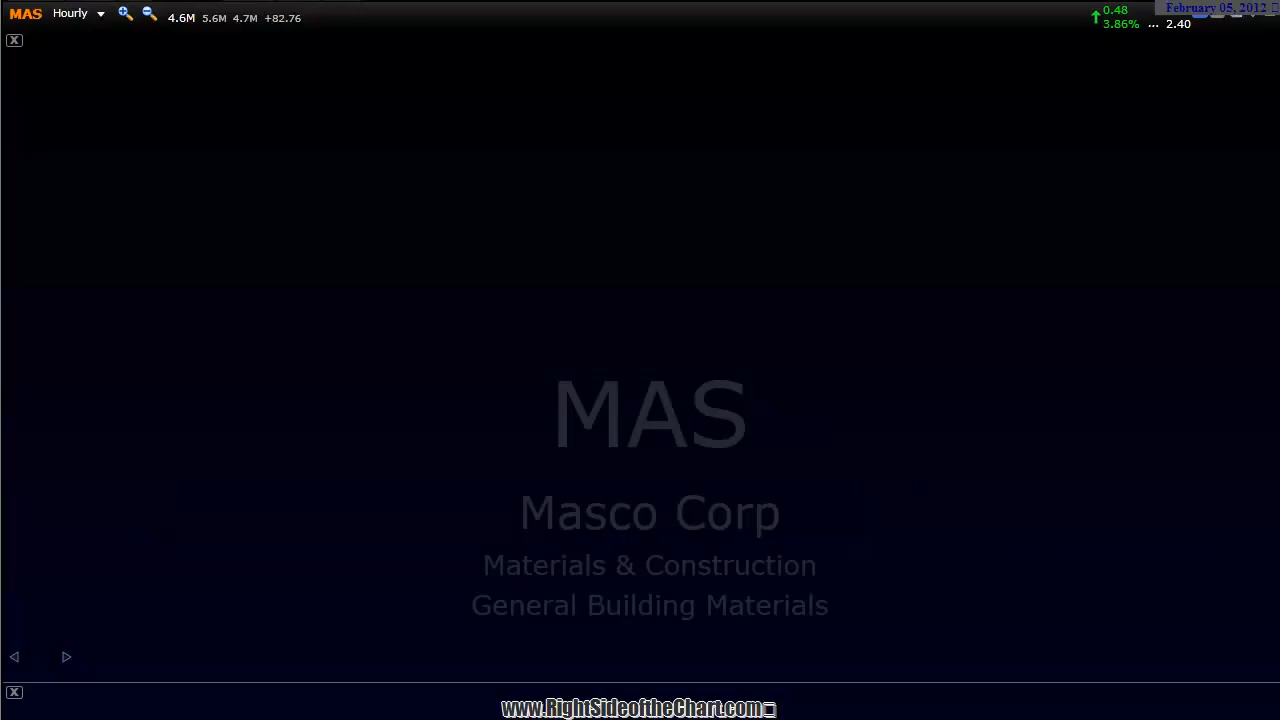 MAS Hourly 4.6M 5.6M 4.7M +82.76 0.48 February 05, 2012
3.86% ... 2.40
X
MAS
Masco Corp
Materials & Construction
General Building Materials
X
www.RightSideoftheChart.com